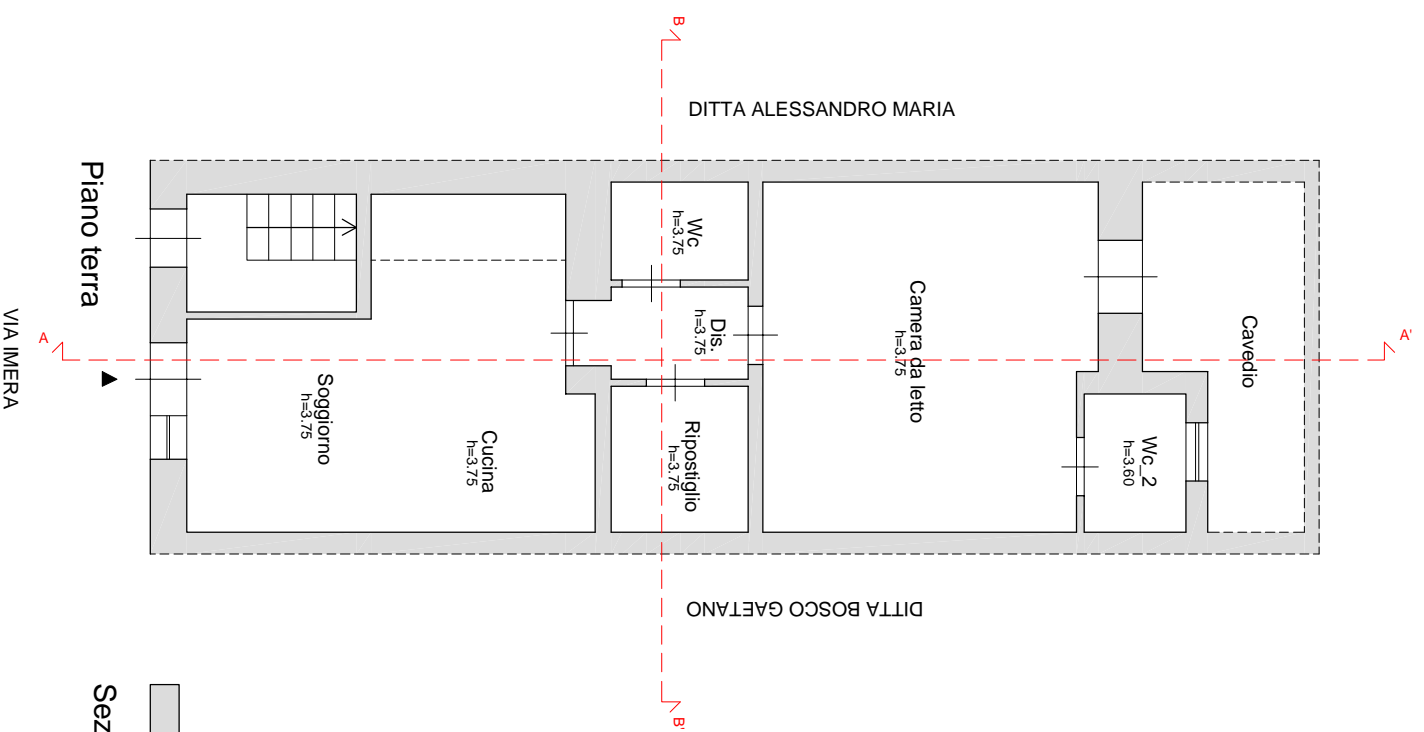 B
DITTA ALESSANDRO MARIA
Piano terra
VIA IMERA
A
A'
Wc
h=3.75
Dis.
h=3.75
Camera da letto
h=3.75
Cavedio
Soggiorno
h=3.75
Cucina
h=3.75
Ripostiglio
h=3.75
Wc_2
h=3.60
DITTA BOSCO GAETANO
Sez
B'